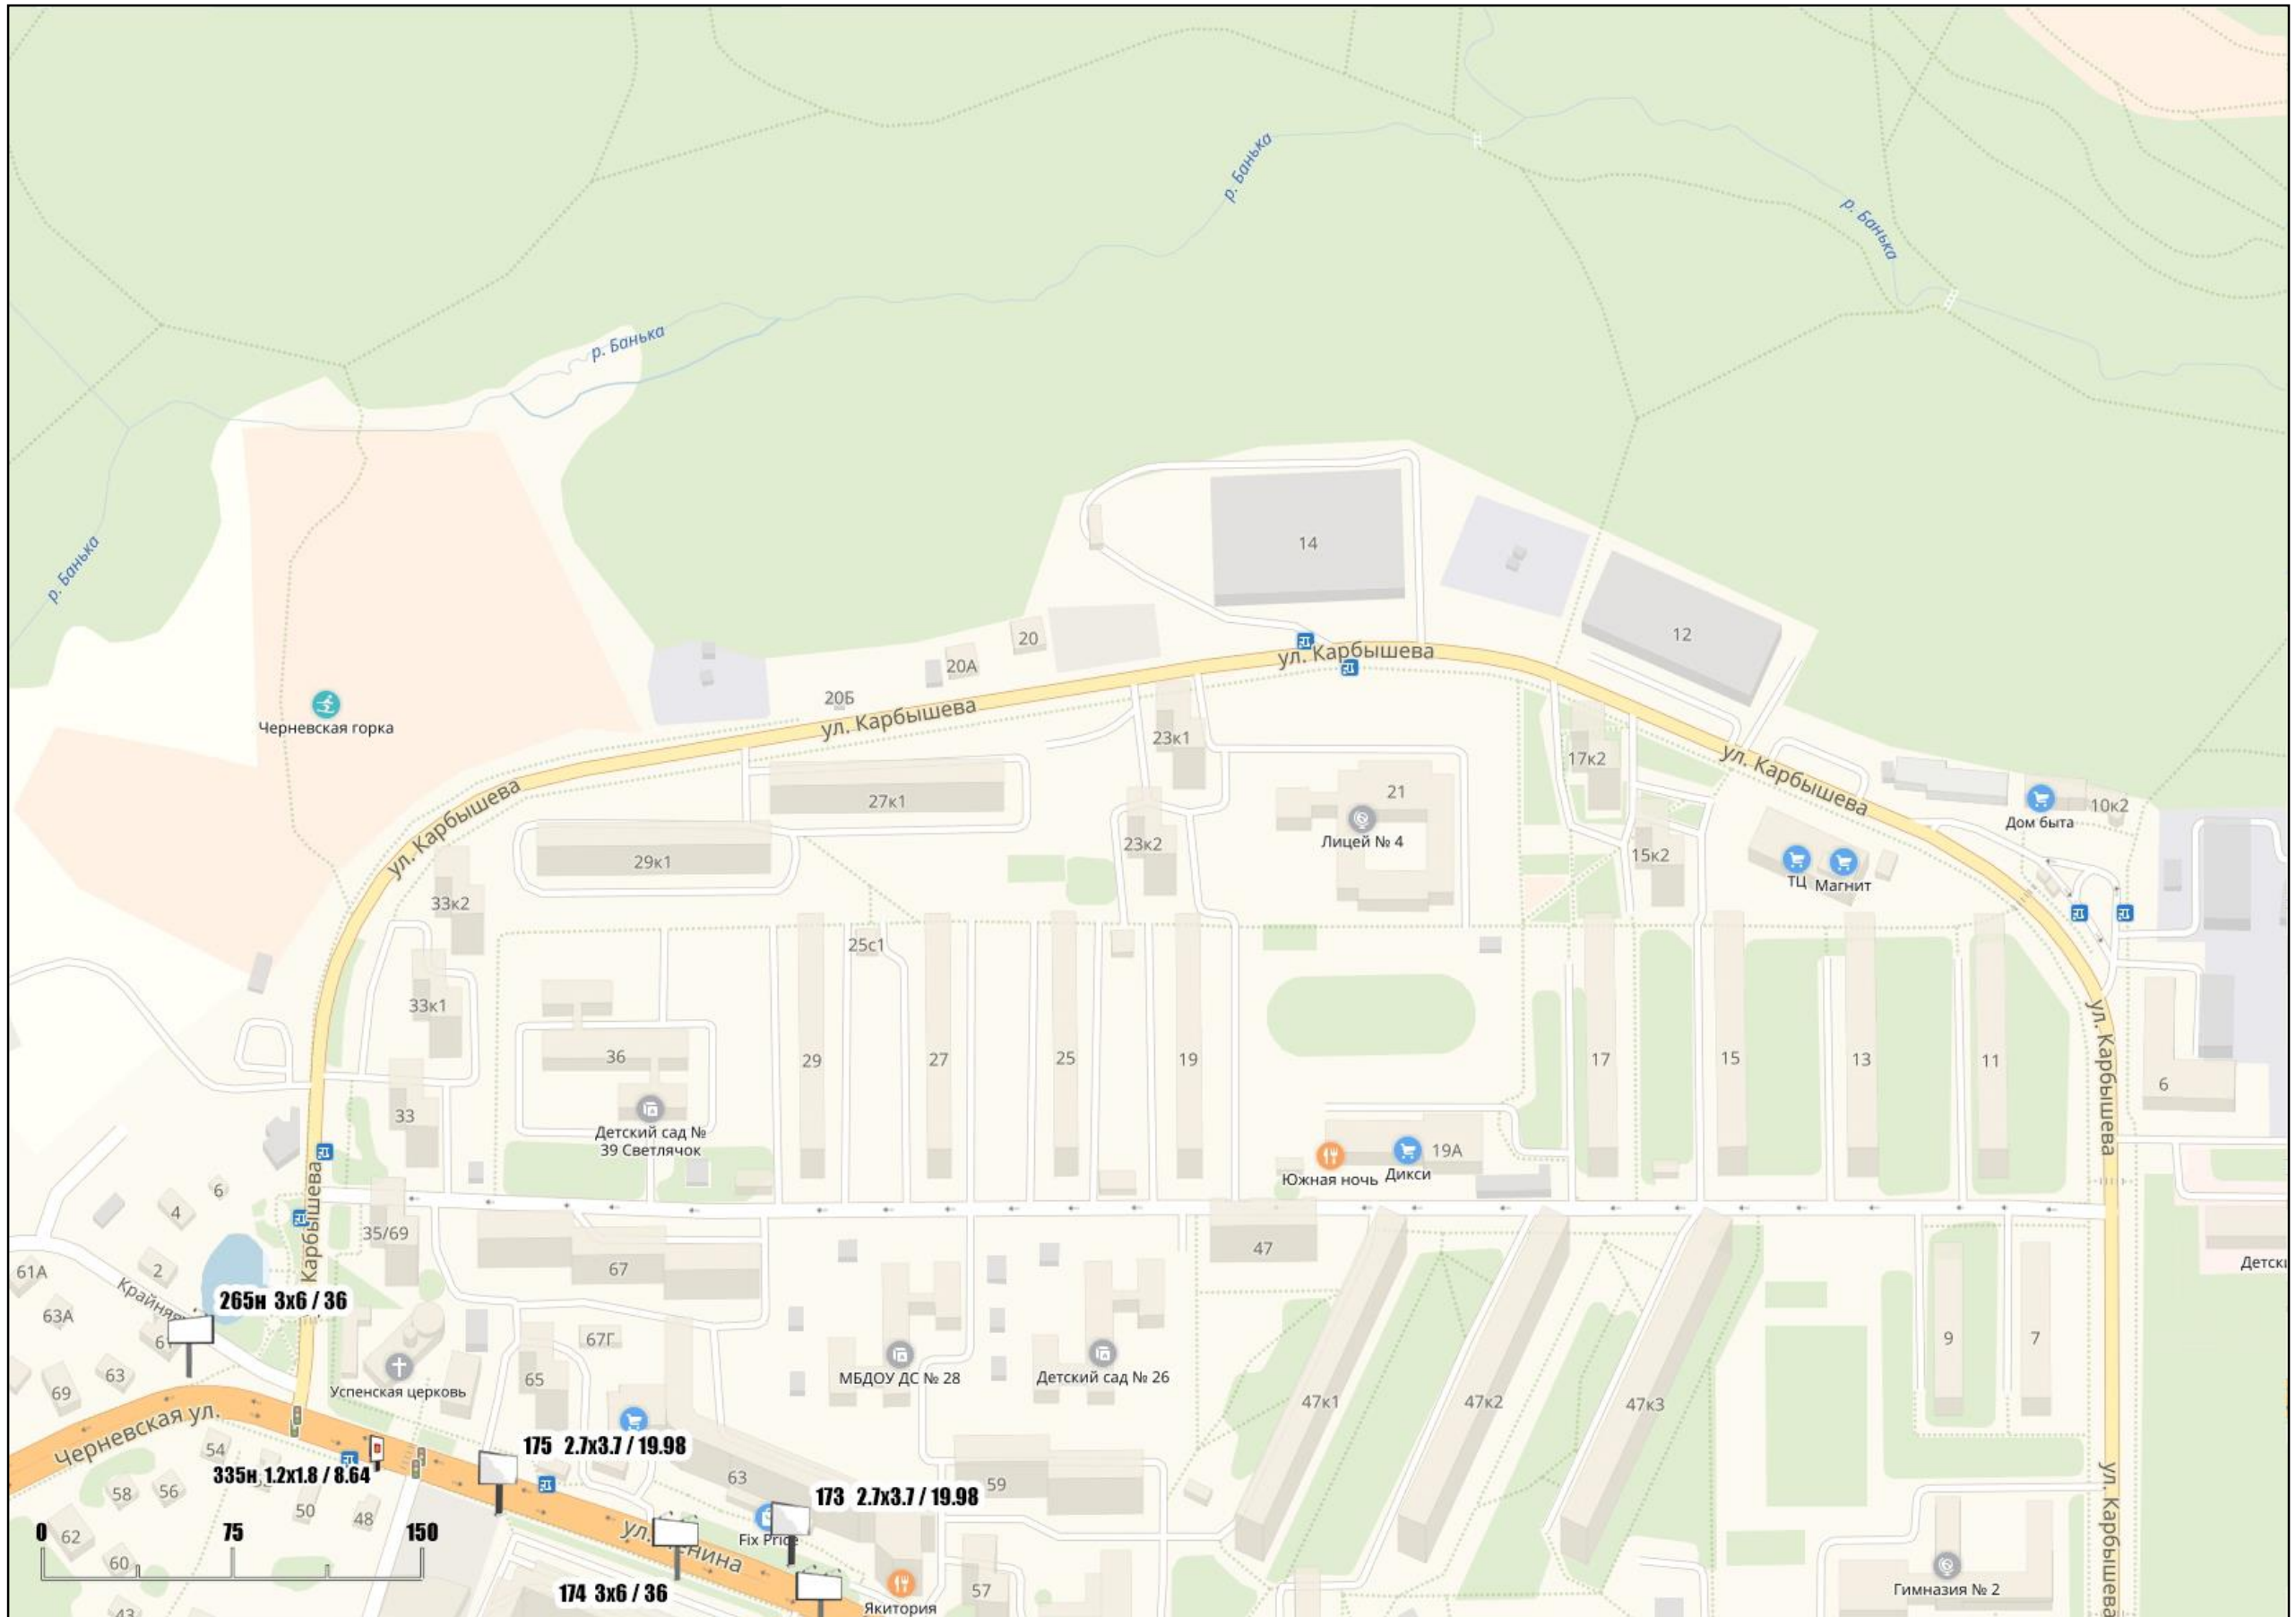 р. Банька
р. Банька
р. Банька
р. Банька
14
12
20
20А
20Б
ул. Карбышева
ул. Карбышева
Черневская горка
23к1
17к2
ул. Карбышева
27к1
21
Лицей № 4
23к2
29к1
15к2
ТЦ
Магнит
Дом быта
10к2
ул. Карбышева
33к2
25с1
33к1
36
29
27
25
19
17
15
13
11
6
ул. Карбышева
33
Детский сад №
39 Светлячок
Южная ночь
Дикси
19А
6
4
2
Карбышева
35/69
67
47
61А
63А
265н 3х6 / 36
63
69
67Г
65
Успенская церковь
МБДОУ ДС № 28
Детский сад № 26
47к1
47к2
47к3
9
7
Черневская ул.
54
58
56
50
48
62
60
43
335н 1.2х1.8 / 8.64
175 2.7х3.7 / 19.98
63
59
173 2.7х3.7 / 19.98
Fix Price
174 3х6 / 36
57
Якитория
Гимназия № 2
ул. Карбышева
0 75 150